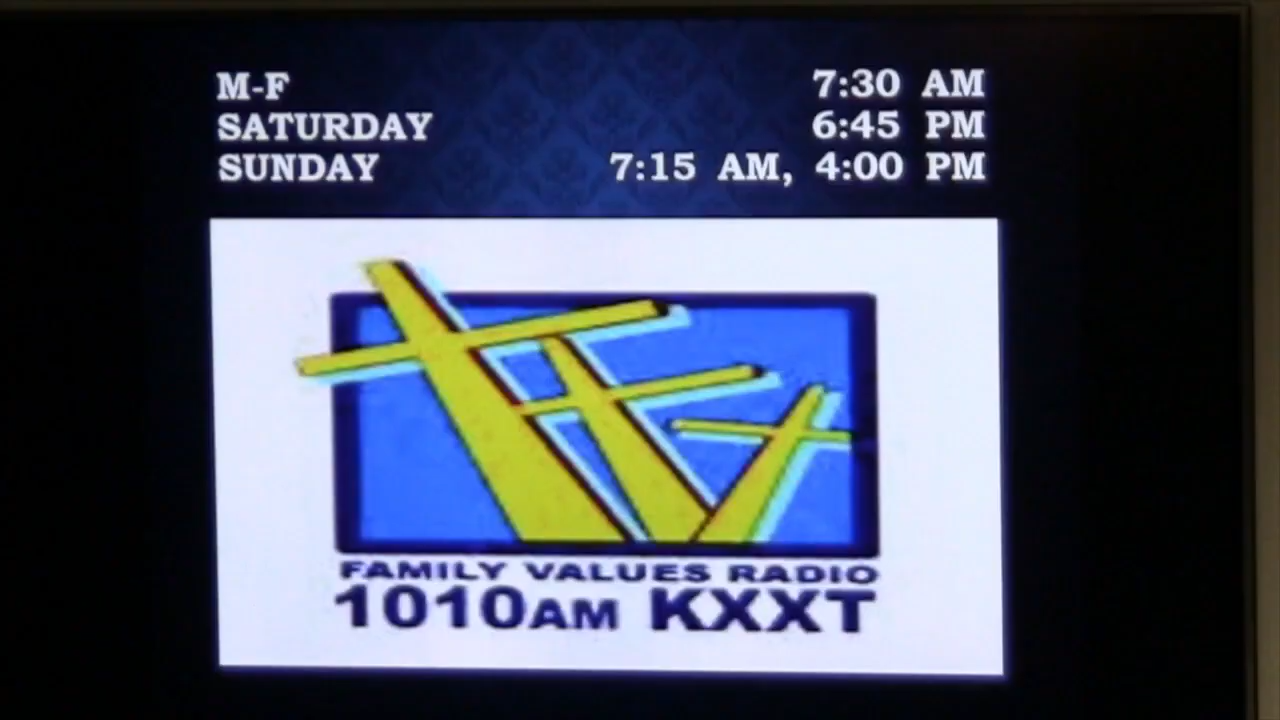 M-F 7:30 AM
SATURDAY 6:45 PM
SUNDAY 7:15 AM, 4:00 PM
FAMILY VALUES RADIO
1010AM KXXT